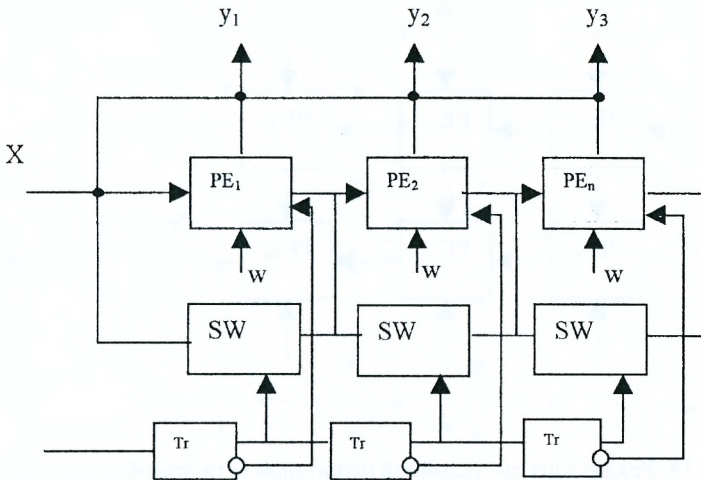 y₁ y₂ y₃
X
PE₁ PE₂ PEₙ
w w w
SW SW SW
Tr Tr Tr